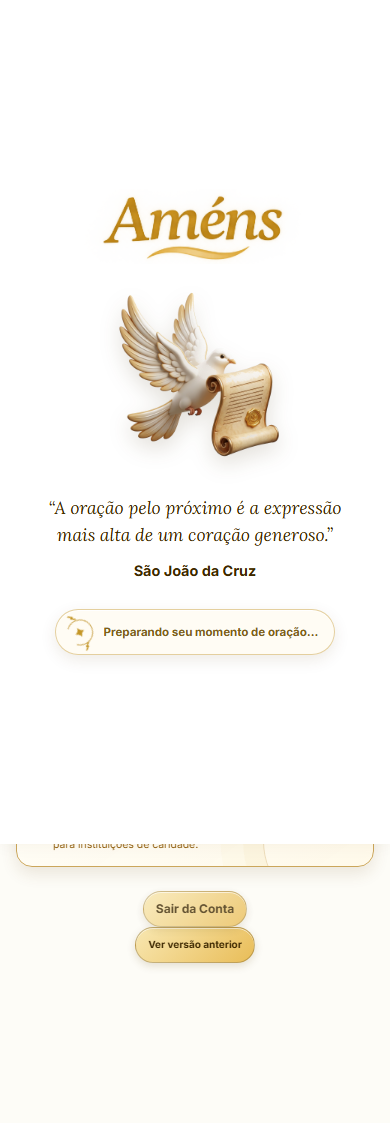 Améns
“A oração pelo próximo é a expressão
mais alta de um coração generoso.”
São João da Cruz
Preparando seu momento de oração...
para instituições de caridade.
Sair da Conta
Ver versão anterior